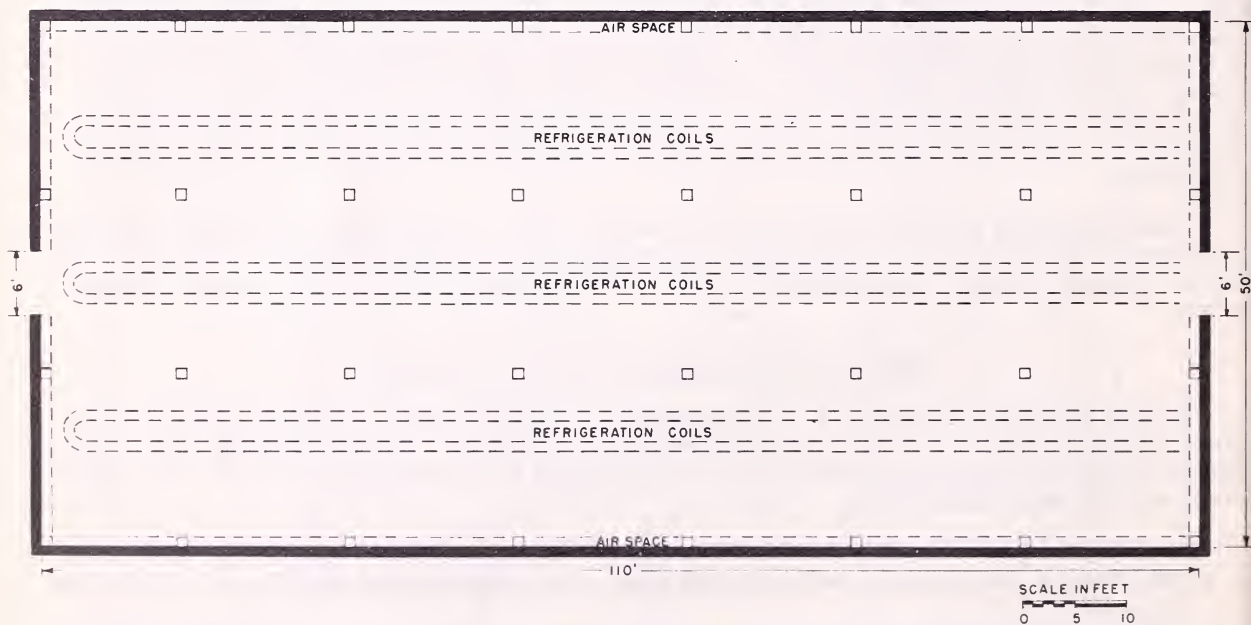 AIR SPACE
REFRIGERATION COILS
6'
REFRIGERATION COILS
6'
50'
REFRIGERATION COILS
AIR SPACE
110'
SCALE IN FEET
0 5 10